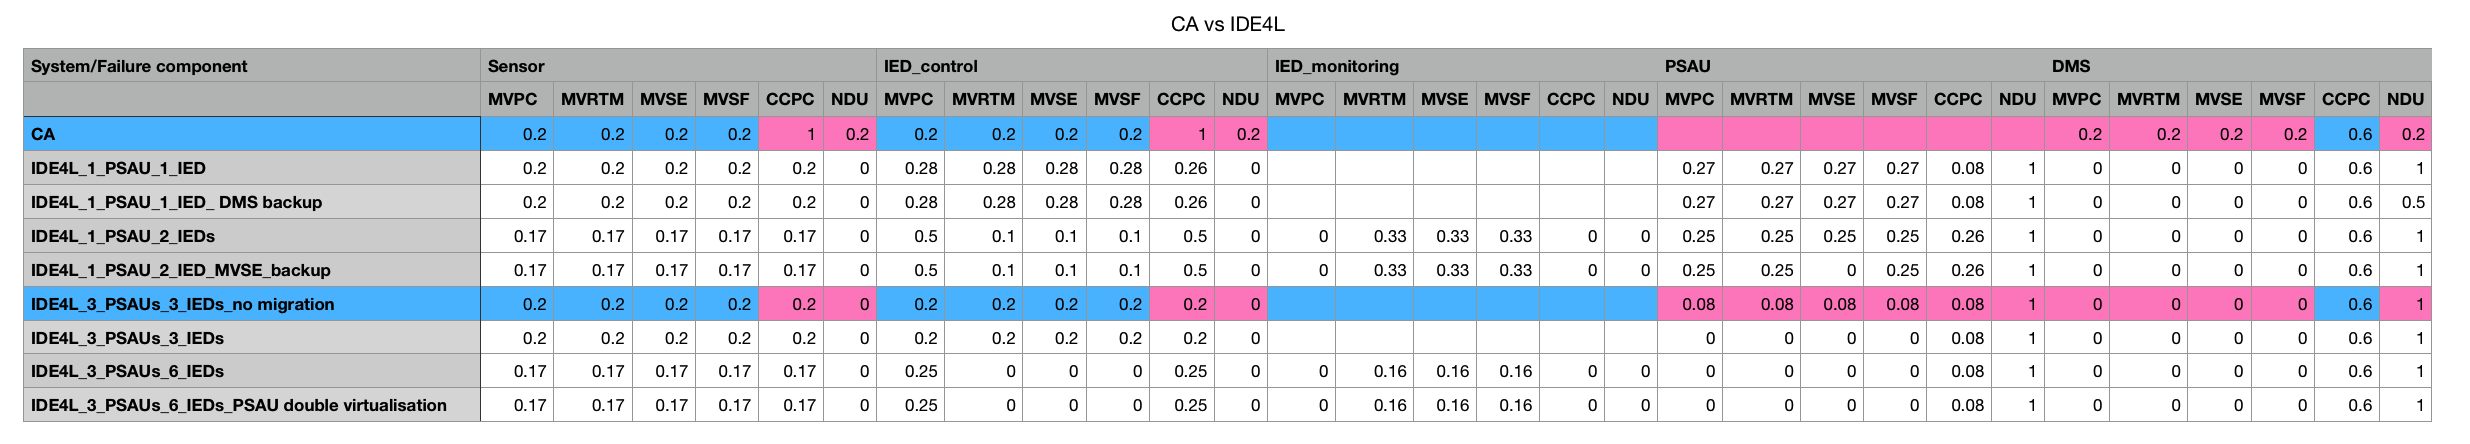 CA vs IDE4L
System/Failure component Sensor IED_control IED_monitoring PSAU DMS
MVPC MVRTM MVSE MVSF CCPC NDU MVPC MVRTM MVSE MVSF CCPC NDU MVPC MVRTM MVSE MVSF CCPC NDU MVPC MVRTM MVSE MVSF CCPC NDU MVPC MVRTM MVSE MVSF CCPC NDU
CA 0.2 0.2 0.2 0.2 1 0.2 0.2 0.2 0.2 0.2 1 0.2 0.2 0.2 0.2 0.2 0.6 0.2
IDE4L_1_PSAU_1_IED 0.2 0.2 0.2 0.2 0.2 0 0.28 0.28 0.28 0.28 0.26 0 0.27 0.27 0.27 0.27 0.08 1 0 0 0 0 0.6 1
IDE4L_1_PSAU_1_IED_ DMS backup 0.2 0.2 0.2 0.2 0.2 0 0.28 0.28 0.28 0.28 0.26 0 0.27 0.27 0.27 0.27 0.08 1 0 0 0 0 0.6 0.5
IDE4L_1_PSAU_2_IEDs 0.17 0.17 0.17 0.17 0.17 0 0.5 0.1 0.1 0.1 0.5 0 0 0.33 0.33 0.33 0 0 0.25 0.25 0.25 0.25 0.26 1 0 0 0 0 0.6 1
IDE4L_1_PSAU_2_IED_MVSE_backup 0.17 0.17 0.17 0.17 0.17 0 0.5 0.1 0.1 0.1 0.5 0 0 0.33 0.33 0.33 0 0 0.25 0.25 0 0.25 0.26 1 0 0 0 0 0.6 1
IDE4L_3_PSAUs_3_IEDs_no migration 0.2 0.2 0.2 0.2 0.2 0 0.2 0.2 0.2 0.2 0.2 0 0.08 0.08 0.08 0.08 0.08 1 0 0 0 0 0.6 1
IDE4L_3_PSAUs_3_IEDs 0.2 0.2 0.2 0.2 0.2 0 0.2 0.2 0.2 0.2 0.2 0 0 0 0 0 0.08 1 0 0 0 0 0.6 1
IDE4L_3_PSAUs_6_IEDs 0.17 0.17 0.17 0.17 0.17 0 0.25 0 0 0 0.25 0 0 0.16 0.16 0.16 0 0 0 0 0 0 0.08 1 0 0 0 0 0.6 1
IDE4L_3_PSAUs_6_IEDs_PSAU double virtualisation 0.17 0.17 0.17 0.17 0.17 0 0.25 0 0 0 0.25 0 0 0.16 0.16 0.16 0 0 0 0 0 0 0.08 1 0 0 0 0 0.6 1